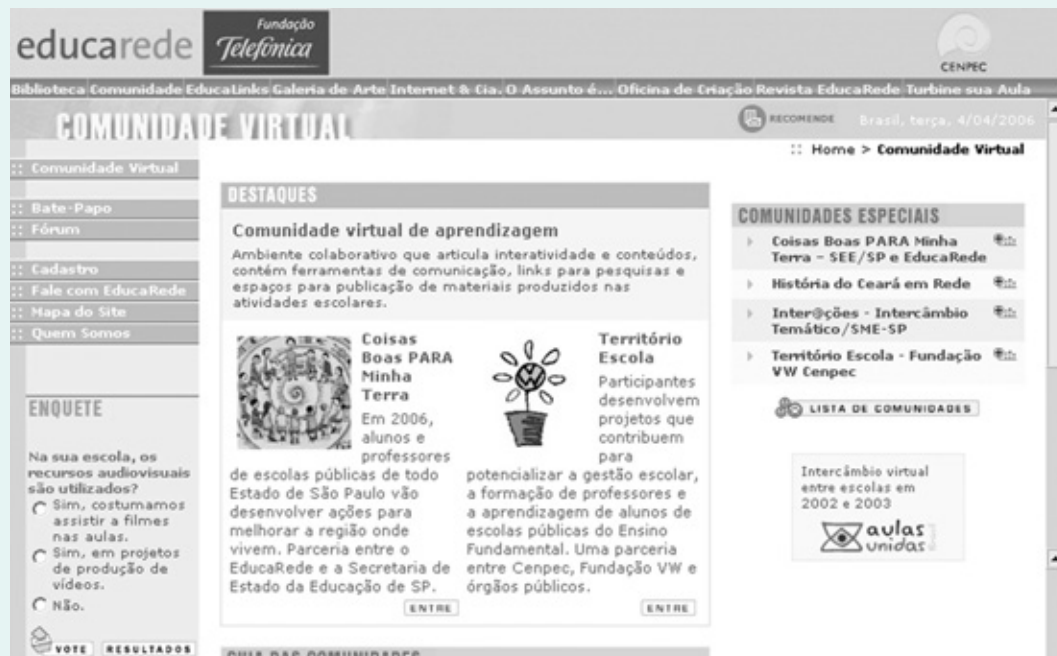 educarede
Fundação
Telefônica
CENPEC
Biblioteca Comunidade EducaLinks Galeria de Arte Internet & Cia. O Assunto é... Oficina de Criação Revista EducaRede Turbine sua Aula
COMUNIDADE VIRTUAL
RECOMENDE
Brasil, terça, 4/04/2006
:: Home > Comunidade Virtual
:: Comunidade Virtual
:: Bate-Papo
:: Fórum
:: Cadastro
:: Fale com EducaRede
:: Mapa do Site
:: Quem Somos
ENQUETE
Na sua escola, os
recursos audiovisuais
são utilizados?
Sim, costumamos
assistir a filmes
nas aulas.
Sim, em projetos
de produção de
vídeos.
Não.
VOTE
RESULTADOS
DESTAQUES
Comunidade virtual de aprendizagem
Ambiente colaborativo que articula interatividade e conteúdos,
contém ferramentas de comunicação, links para pesquisas e
espaços para publicação de materiais produzidos nas
atividades escolares.
Coisas
Boas PARA
Minha
Terra
Em 2006,
alunos e
professores
de escolas públicas de todo
Estado de São Paulo vão
desenvolver ações para
melhorar a região onde
vivem. Parceria entre o
EducaRede e a Secretaria de
Estado da Educação de SP.
ENTRE
Território
Escola
Participantes
desenvolvem
projetos que
contribuem
para
potencializar a gestão escolar,
a formação de professores e
a aprendizagem de alunos de
escolas públicas do Ensino
Fundamental. Uma parceria
entre Cenpec, Fundação VW e
órgãos públicos.
ENTRE
GUIA DAS COMUNIDADES
COMUNIDADES ESPECIAIS
Coisas Boas PARA Minha
Terra - SEE/SP e EducaRede
História do Ceará em Rede
Inter@ções - Intercâmbio
Temático/SME-SP
Território Escola - Fundação
VW Cenpec
LISTA DE COMUNIDADES
Intercâmbio virtual
entre escolas em
2002 e 2003
aulas
unidas